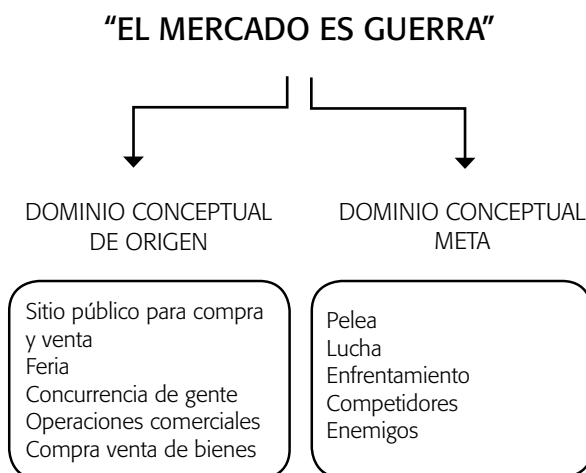 “EL MERCADO ES GUERRA”
DOMINIO CONCEPTUAL
DE ORIGEN
Sitio público para compra
y venta
Feria
Concurrencia de gente
Operaciones comerciales
Compra venta de bienes
DOMINIO CONCEPTUAL
META
Pelea
Lucha
Enfrentamiento
Competidores
Enemigos